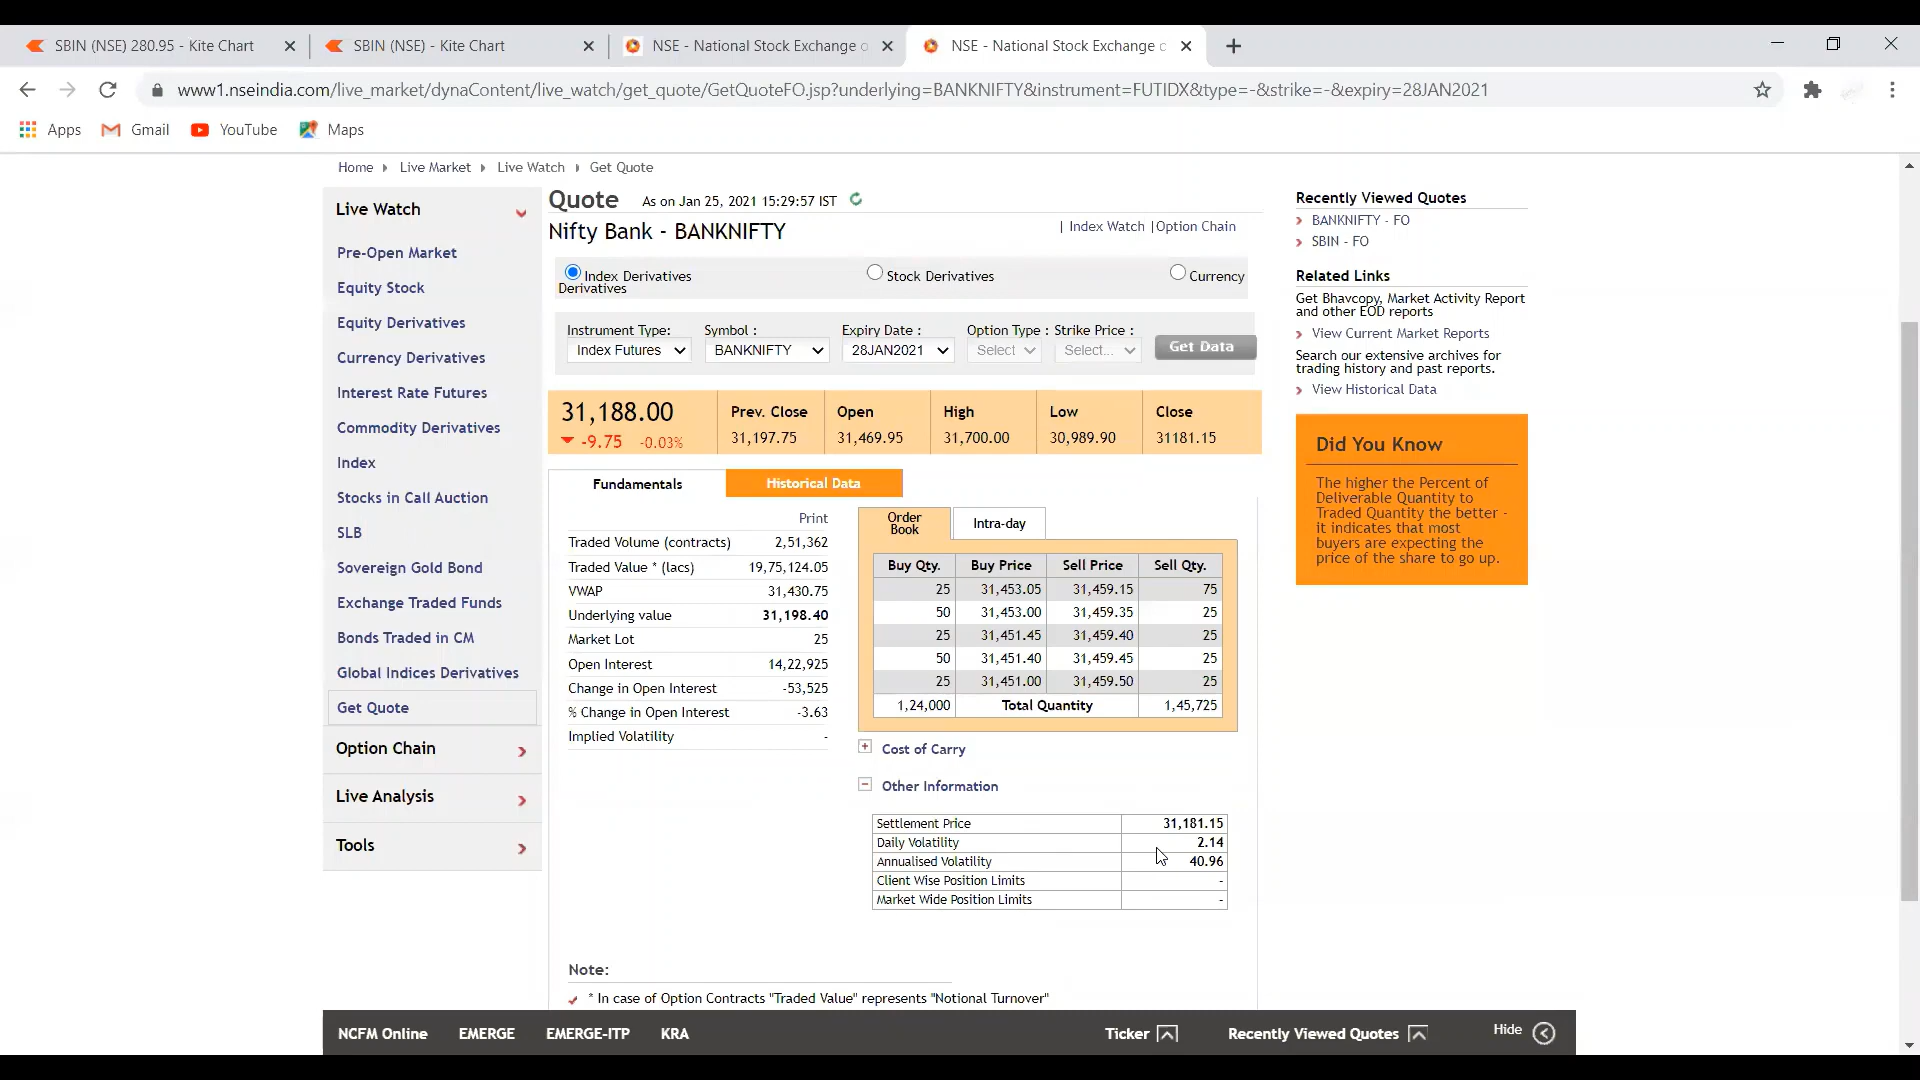 SBIN (NSE) 280.95 - Kite Chart
SBIN (NSE) - Kite Chart
NSE - National Stock Exchange o
NSE - National Stock Exchange o
www1.nseindia.com/live_market/dynaContent/live_watch/get_quote/GetQuoteFO.jsp?underlying=BANKNIFTY&instrument=FUTIDX&type=-&strike=-&expiry=28JAN2021
Apps Gmail YouTube Maps
Home Live Market Live Watch Get Quote
Live Watch
Pre-Open Market
Equity Stock
Equity Derivatives
Currency Derivatives
Interest Rate Futures
Commodity Derivatives
Index
Stocks in Call Auction
SLB
Sovereign Gold Bond
Exchange Traded Funds
Bonds Traded in CM
Global Indices Derivatives
Get Quote
Option Chain
Live Analysis
Tools
Quote As on Jan 25, 2021 15:29:57 IST
Nifty Bank - BANKNIFTY
| Index Watch |Option Chain
Index Derivatives Stock Derivatives Currency
Derivatives
Instrument Type: Symbol : Expiry Date : Option Type : Strike Price :
Index Futures BANKNIFTY 28JAN2021 Select Select... Get Data
31,188.00 Prev. Close Open High Low Close
-9.75 -0.03% 31,197.75 31,469.95 31,700.00 30,989.90 31181.15
Fundamentals Historical Data
Print
Traded Volume (contracts) 2,51,362
Traded Value * (lacs) 19,75,124.05
VWAP 31,430.75
Underlying value 31,198.40
Market Lot 25
Open Interest 14,22,925
Change in Open Interest -53,525
% Change in Open Interest -3.63
Implied Volatility -
Order
Book
Intra-day
Buy Qty. Buy Price Sell Price Sell Qty.
25 31,453.05 31,459.15 75
50 31,453.00 31,459.35 25
25 31,451.45 31,459.40 25
50 31,451.40 31,459.45 25
25 31,451.00 31,459.50 25
1,24,000 Total Quantity 1,45,725
Cost of Carry
Other Information
Settlement Price 31,181.15
Daily Volatility 2.14
Annualised Volatility 40.96
Client Wise Position Limits -
Market Wide Position Limits -
Note:
* In case of Option Contracts "Traded Value" represents "Notional Turnover"
Recently Viewed Quotes
BANKNIFTY - FO
SBIN - FO
Related Links
Get Bhavcopy, Market Activity Report
and other EOD reports
View Current Market Reports
Search our extensive archives for
trading history and past reports.
View Historical Data
Did You Know
The higher the Percent of
Deliverable Quantity to
Traded Quantity the better -
it indicates that most
buyers are expecting the
price of the share to go up.
NCFM Online EMERGE EMERGE-ITP KRA Ticker Recently Viewed Quotes Hide